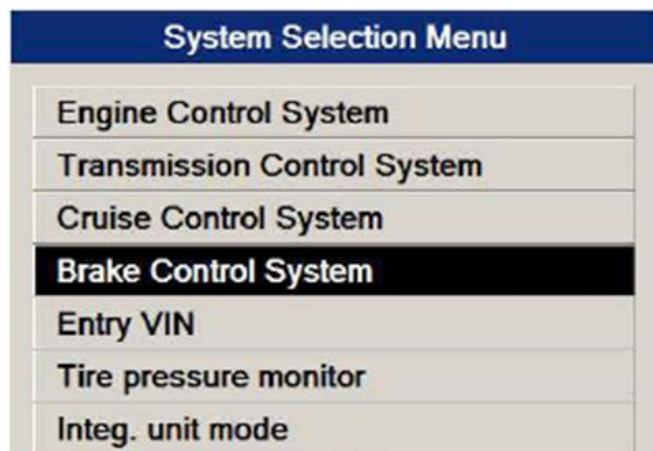 System Selection Menu
Engine Control System
Transmission Control System
Cruise Control System
Brake Control System
Entry VIN
Tire pressure monitor
Integ. unit mode